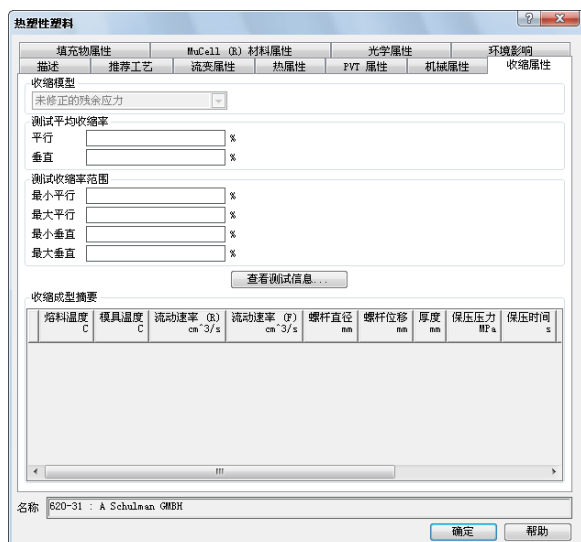 热塑性塑料
填充物属性 MuCell (R) 材料属性 光学属性 环境影响
描述 推荐工艺 流变属性 热属性 PVT 属性 机械属性 收缩属性
收缩模型
未修正的残余应力
测试平均收缩率
平行 %
垂直 %
测试收缩率范围
最小平行 %
最大平行 %
最小垂直 %
最大垂直 %
查看测试信息...
收缩成型摘要
熔料温度 模具温度 流动速率 (R) 流动速率 (F) 螺杆直径 螺杆位移 厚度 保压压力 保压时间
C C cm^3/s cm^3/s mm mm mm MPa s
名称 620-31 : A Schulman GMBH
确定 帮助